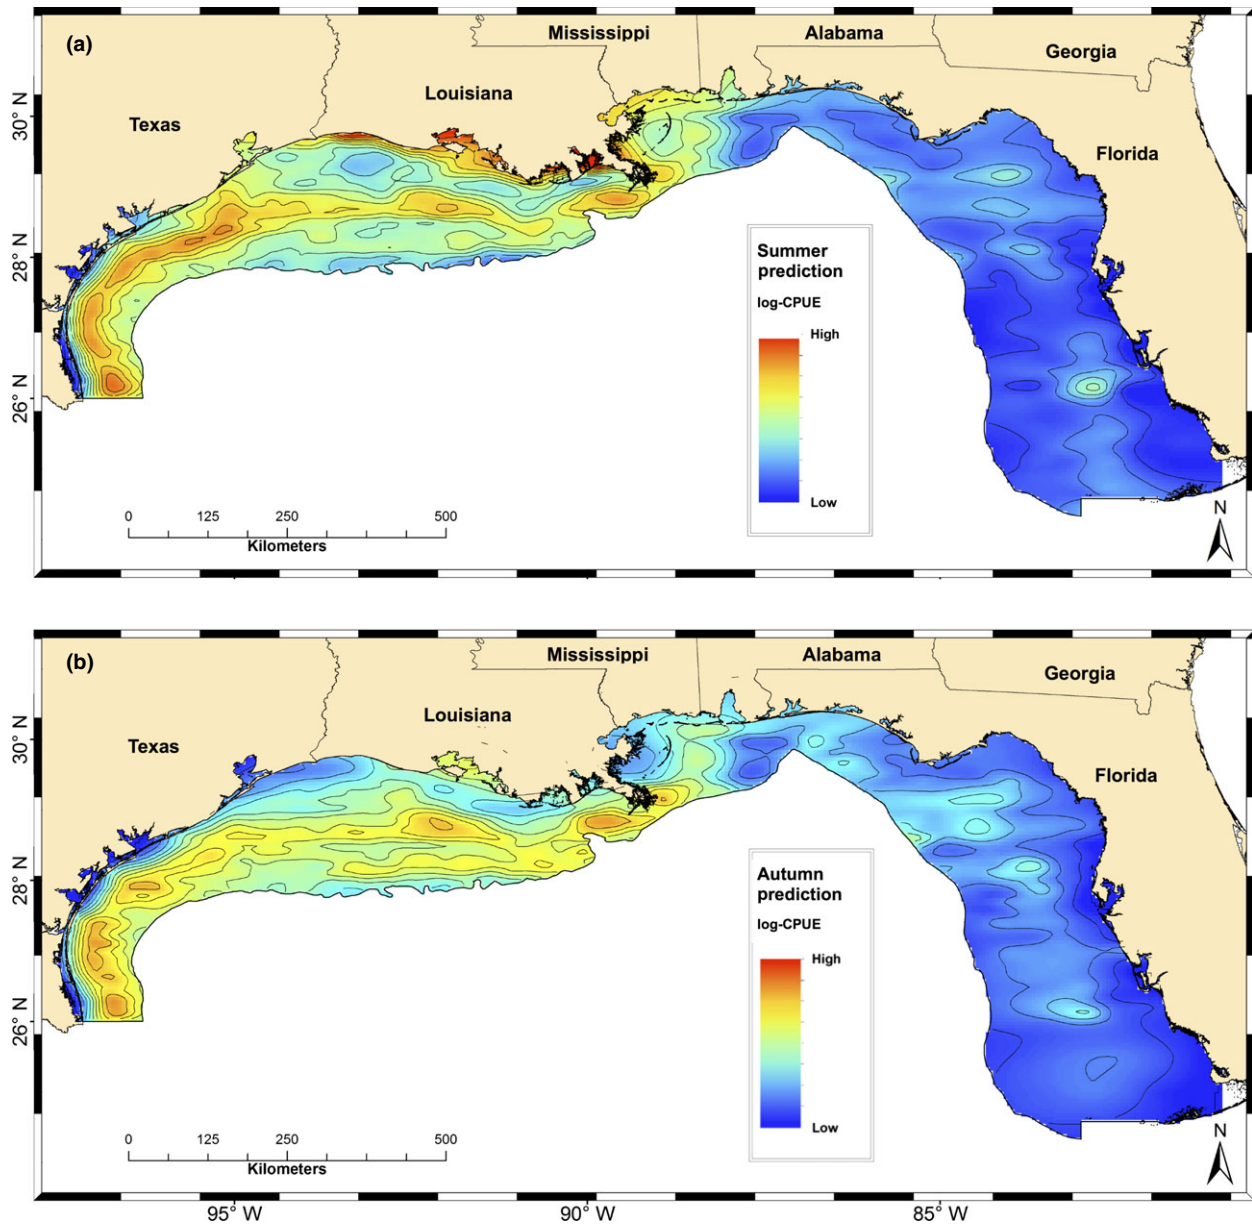 (a)
Mississippi
Alabama
Georgia
Louisiana
Texas
Florida
30° N
28° N
26° N
Summer
prediction
log-CPUE
High
Low
0 125 250 500
Kilometers
N
(b)
Mississippi
Alabama
Georgia
Louisiana
Texas
Florida
30° N
28° N
26° N
Autumn
prediction
log-CPUE
High
Low
0 125 250 500
Kilometers
N
95° W 90° W 85° W